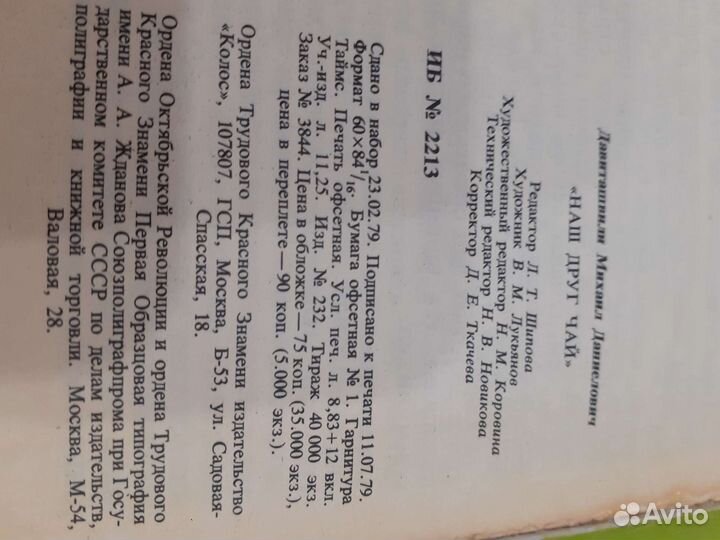 Давиташвили Михаил Даниелович
«НАШ ДРУГ ЧАЙ»
Редактор Л. Т. Шипова
Художник В. М. Лукьянов
Художественный редактор Н. М. Коровина
Технический редактор Н. В. Новикова
Корректор Д. Е. Ткачева
ИБ № 2213
Сдано в набор 23.02.79. Подписано к печати 11.07.79.
Формат 60×84¹/₁₆. Бумага офсетная № 1. Гарнитура
Таймс. Печать офсетная. Усл. печ. л. 8,83+12 вкл.
Уч.-изд. л. 11,25. Изд. № 232. Тираж 40 000 экз.
Заказ № 3844. Цена в обложке — 75 коп. (35.000 экз.),
цена в переплете — 90 коп. (5.000 экз.).
Ордена Трудового Красного Знамени издательство
«Колос», 107807, ГСП, Москва, Б-53, ул. Садовая-
Спасская, 18.
Ордена Октябрьской Революции и ордена Трудового
Красного Знамени Первая Образцовая типография
имени А. А. Жданова Союзполиграфпрома при Госу-
дарственном комитете СССР по делам издательств,
полиграфии и книжной торговли. Москва, М-54,
Валовая, 28.
Avito